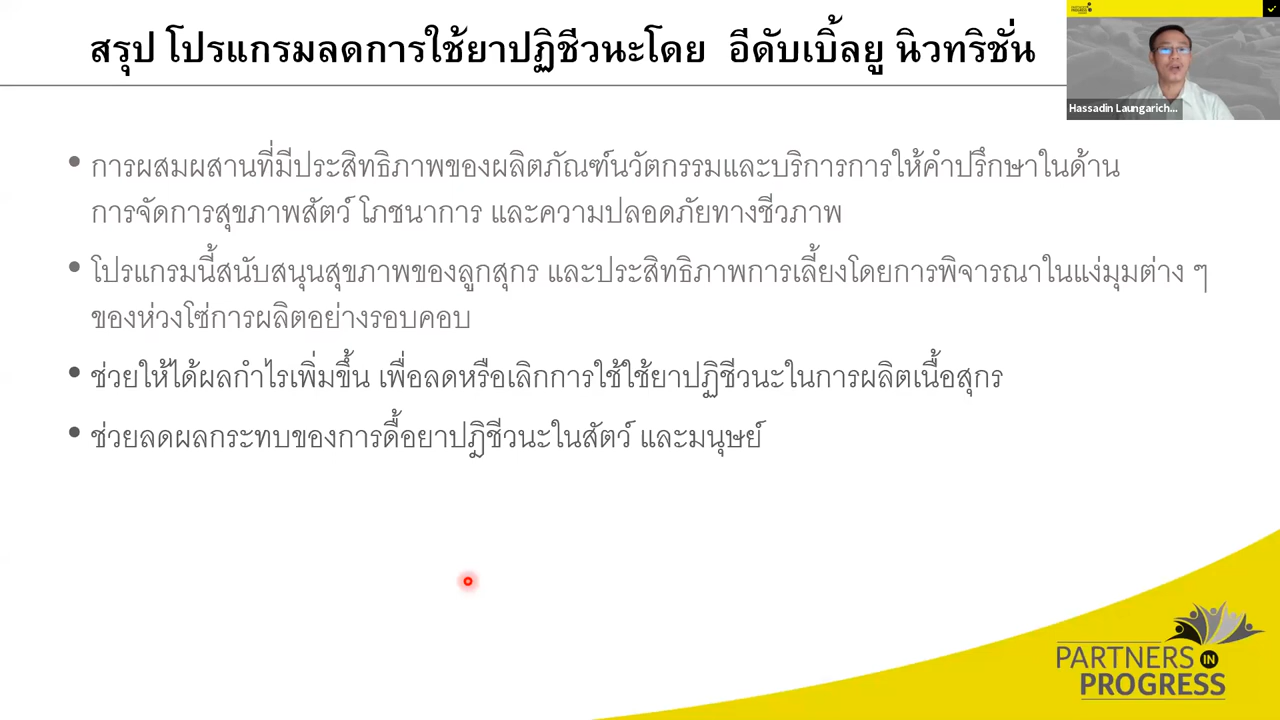 สรุป โปรแกรมลดการใช้ยาปฏิชีวนะโดย อีดับเบิ้ลยู นิวทริชั่น
Hassadin Laungarich...
การผสมผสานที่มีประสิทธิภาพของผลิตภัณฑ์นวัตกรรมและบริการการให้คำปรึกษาในด้าน
การจัดการสุขภาพสัตว์ โภชนาการ และความปลอดภัยทางชีวภาพ
โปรแกรมนี้สนับสนุนสุขภาพของลูกสุกร และประสิทธิภาพการเลี้ยงโดยการพิจารณาในแง่มุมต่าง ๆ
ของห่วงโซ่การผลิตอย่างรอบคอบ
ช่วยให้ได้ผลกำไรเพิ่มขึ้น เพื่อลดหรือเลิกการใช้ใช้ยาปฏิชีวนะในการผลิตเนื้อสุกร
ช่วยลดผลกระทบของการดื้อยาปฎิชีวนะในสัตว์ และมนุษย์
PARTNERS IN
PROGRESS